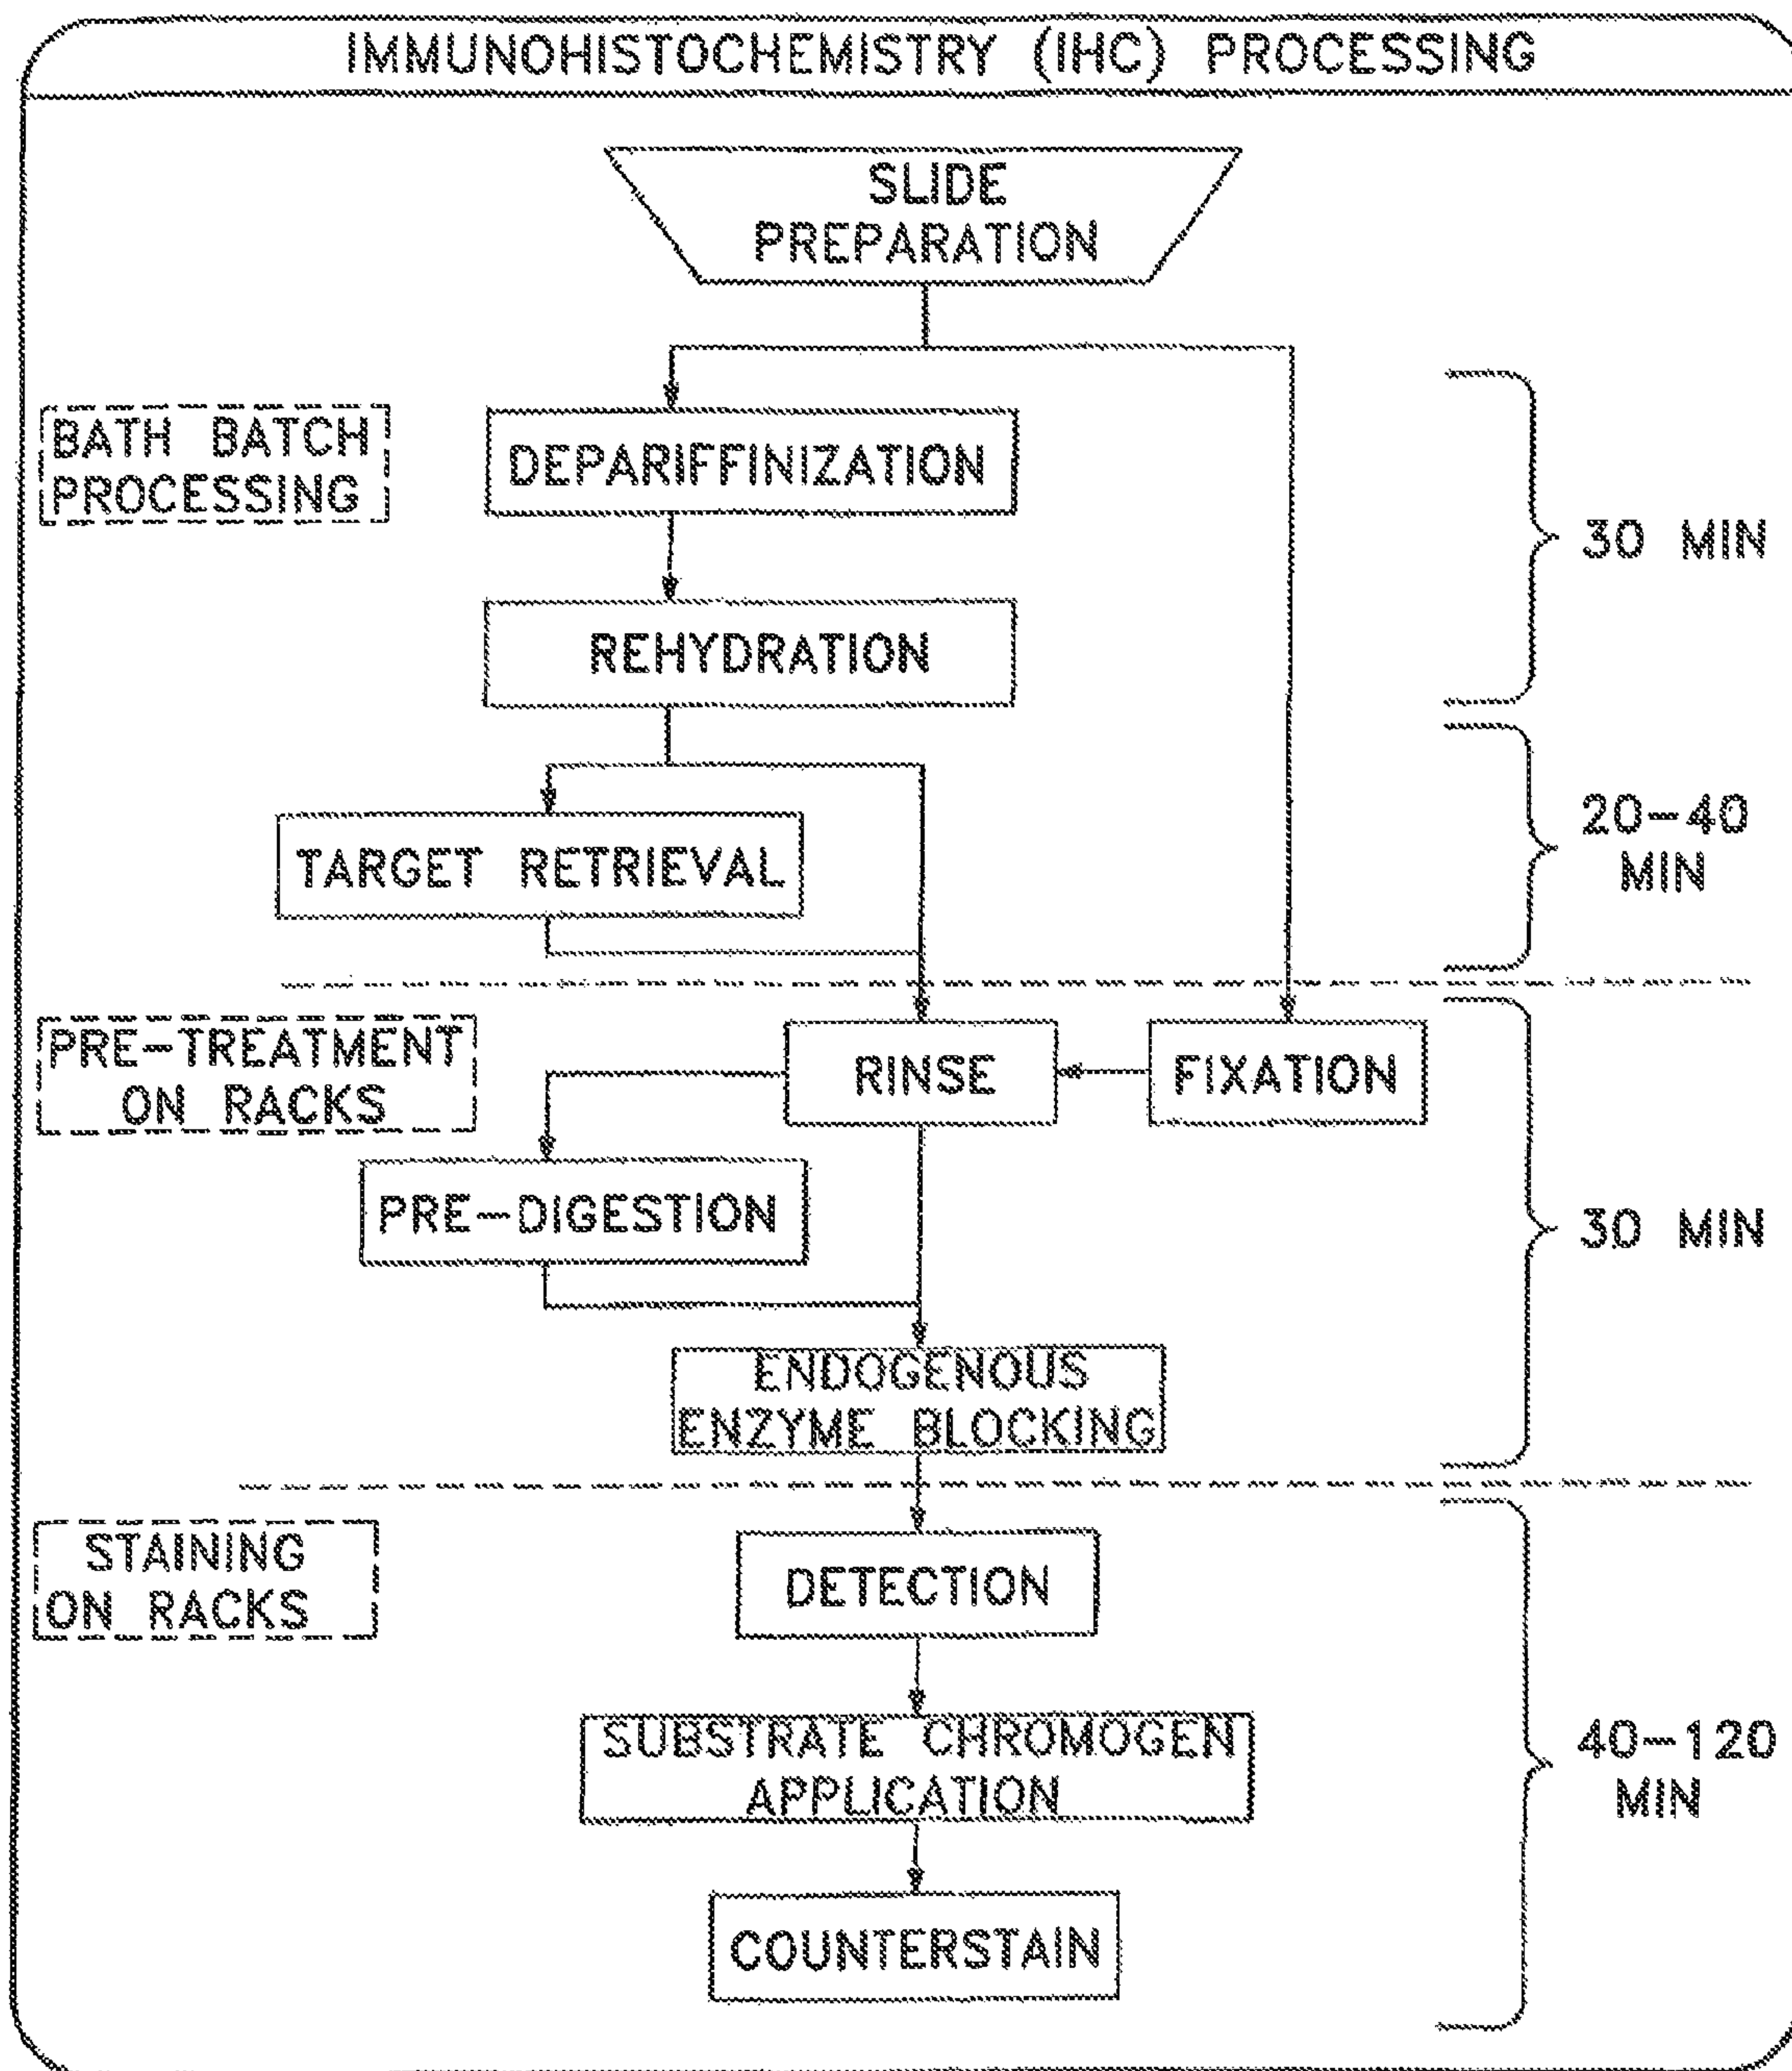 IMMUNOHISTOCHEMISTRY (IHC) PROCESSING
SLIDE
PREPARATION
BATH BATCH
PROCESSING
DEPARIFFINIZATION
30 MIN
REHYDRATION
TARGET RETRIEVAL
20-40
MIN
PRE-TREATMENT
ON RACKS
RINSE
FIXATION
PRE-DIGESTION
30 MIN
ENDOGENOUS
ENZYME BLOCKING
STAINING
ON RACKS
DETECTION
SUBSTRATE CHROMOGEN
APPLICATION
40-120
MIN
COUNTERSTAIN